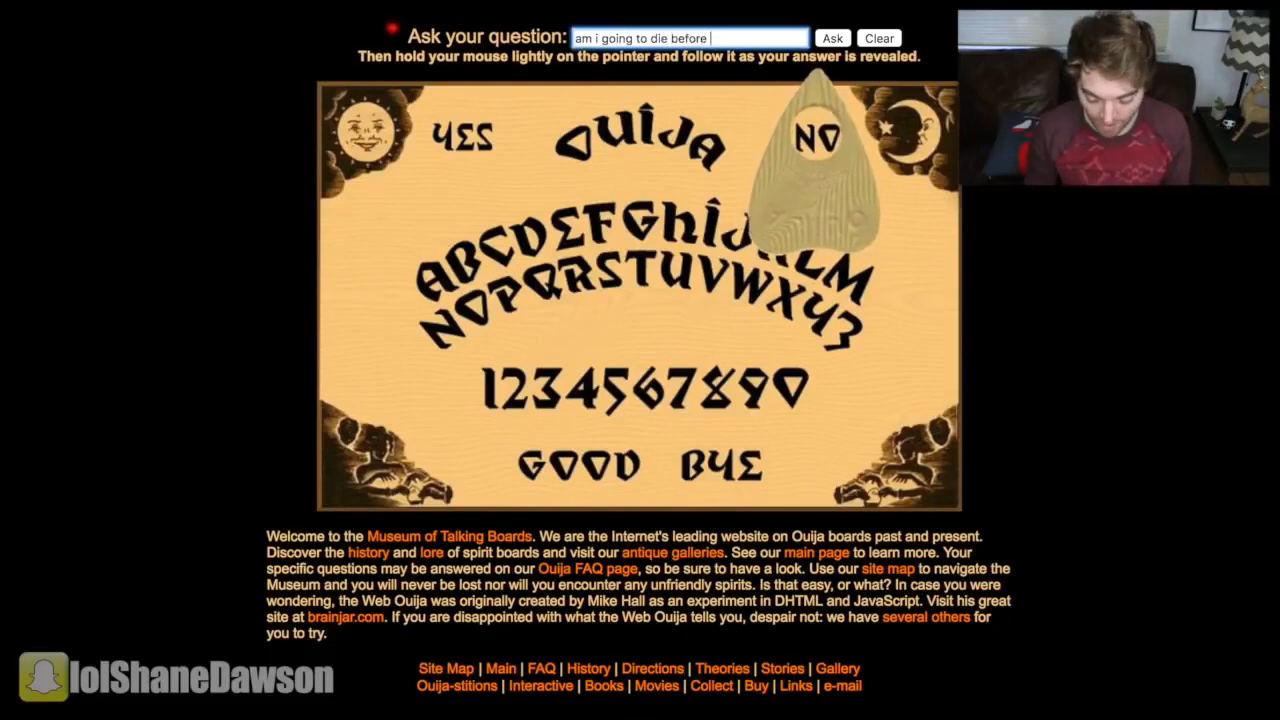 Ask your question: am i going to die before Ask Clear
Then hold your mouse lightly on the pointer and follow it as your answer is revealed.
YES OUIJA NO
ABCDEFGHIJKLM
NOPQRSTUVWXYZ
1234567890
GOOD BYE
Welcome to the Museum of Talking Boards. We are the Internet's leading website on Ouija boards past and present.
Discover the history and lore of spirit boards and visit our antique galleries. See our main page to learn more. Your
specific questions may be answered on our Ouija FAQ page, so be sure to have a look. Use our site map to navigate the
Museum and you will never be lost nor will you encounter any unfriendly spirits. Is that easy, or what? In case you were
wondering, the Web Ouija was originally created by Mike Hall as an experiment in DHTML and JavaScript. Visit his great
site at brainjar.com. If you are disappointed with what the Web Ouija tells you, despair not: we have several others for
you to try.
Site Map | Main | FAQ | History | Directions | Theories | Stories | Gallery
Ouija-stitions | Interactive | Books | Movies | Collect | Buy | Links | e-mail
lolShaneDawson